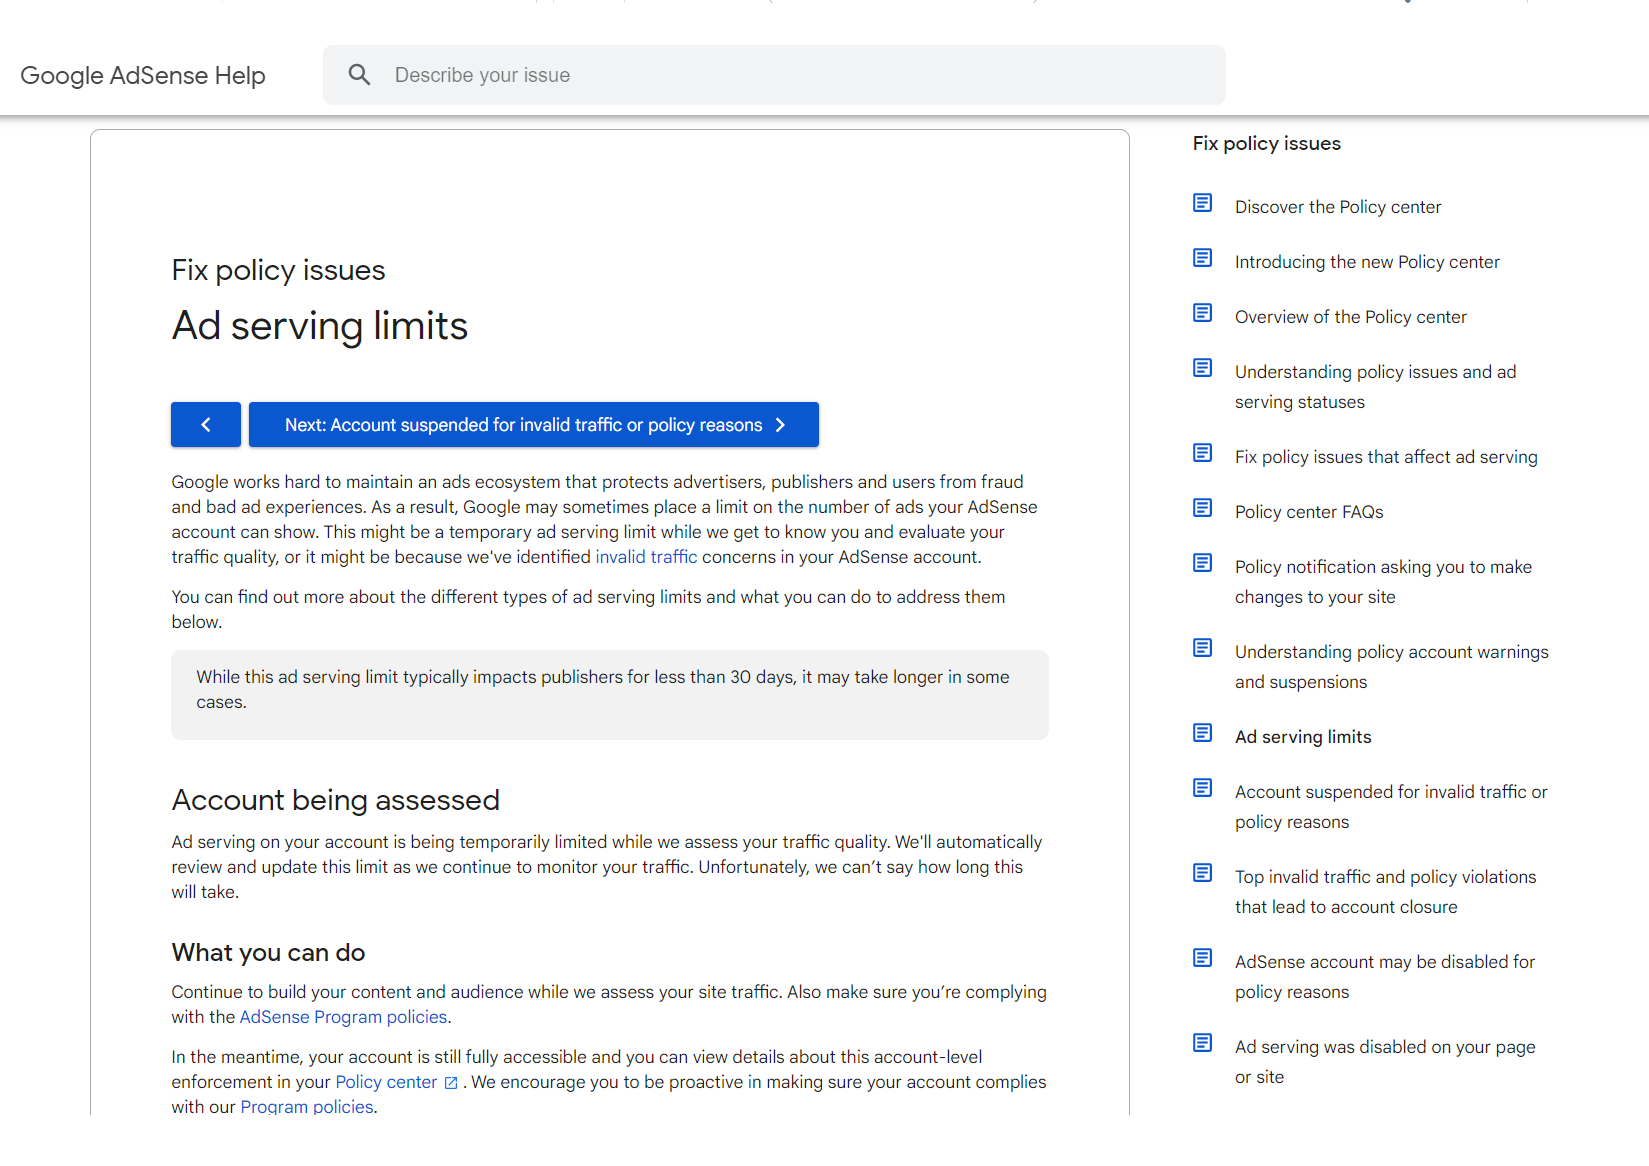 Google AdSense Help
Describe your issue
Fix policy issues
Ad serving limits
Next: Account suspended for invalid traffic or policy reasons
Google works hard to maintain an ads ecosystem that protects advertisers, publishers and users from fraud
and bad ad experiences. As a result, Google may sometimes place a limit on the number of ads your AdSense
account can show. This might be a temporary ad serving limit while we get to know you and evaluate your
traffic quality, or it might be because we've identified invalid traffic concerns in your AdSense account.
You can find out more about the different types of ad serving limits and what you can do to address them
below.
While this ad serving limit typically impacts publishers for less than 30 days, it may take longer in some
cases.
Account being assessed
Ad serving on your account is being temporarily limited while we assess your traffic quality. We'll automatically
review and update this limit as we continue to monitor your traffic. Unfortunately, we can’t say how long this
will take.
What you can do
Continue to build your content and audience while we assess your site traffic. Also make sure you’re complying
with the AdSense Program policies.
In the meantime, your account is still fully accessible and you can view details about this account-level
enforcement in your Policy center . We encourage you to be proactive in making sure your account complies
with our Program policies.
Fix policy issues
Discover the Policy center
Introducing the new Policy center
Overview of the Policy center
Understanding policy issues and ad
serving statuses
Fix policy issues that affect ad serving
Policy center FAQs
Policy notification asking you to make
changes to your site
Understanding policy account warnings
and suspensions
Ad serving limits
Account suspended for invalid traffic or
policy reasons
Top invalid traffic and policy violations
that lead to account closure
AdSense account may be disabled for
policy reasons
Ad serving was disabled on your page
or site